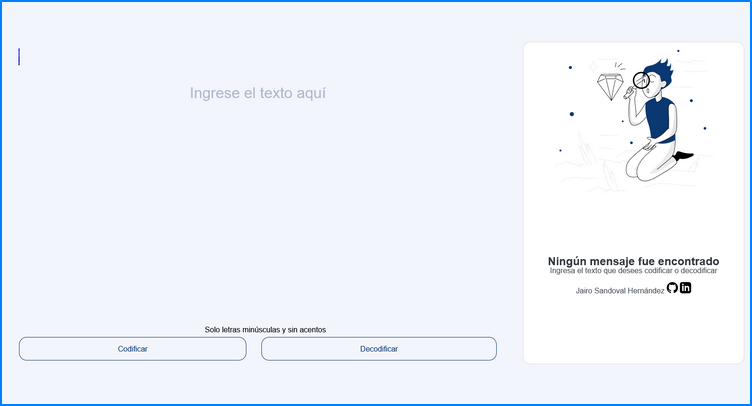 Ingrese el texto aquí
Solo letras minúsculas y sin acentos
Codificar
Decodificar
Ningún mensaje fue encontrado
Ingresa el texto que desees codificar o decodificar
Jairo Sandoval Hernández
in